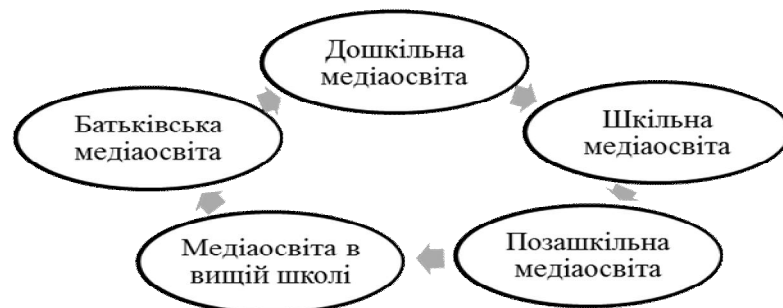 Дошкільна
медіаосвіта
Шкільна
медіаосвіта
Позашкільна
медіаосвіта
Медіаосвіта в
вищій школі
Батьківська
медіаосвіта